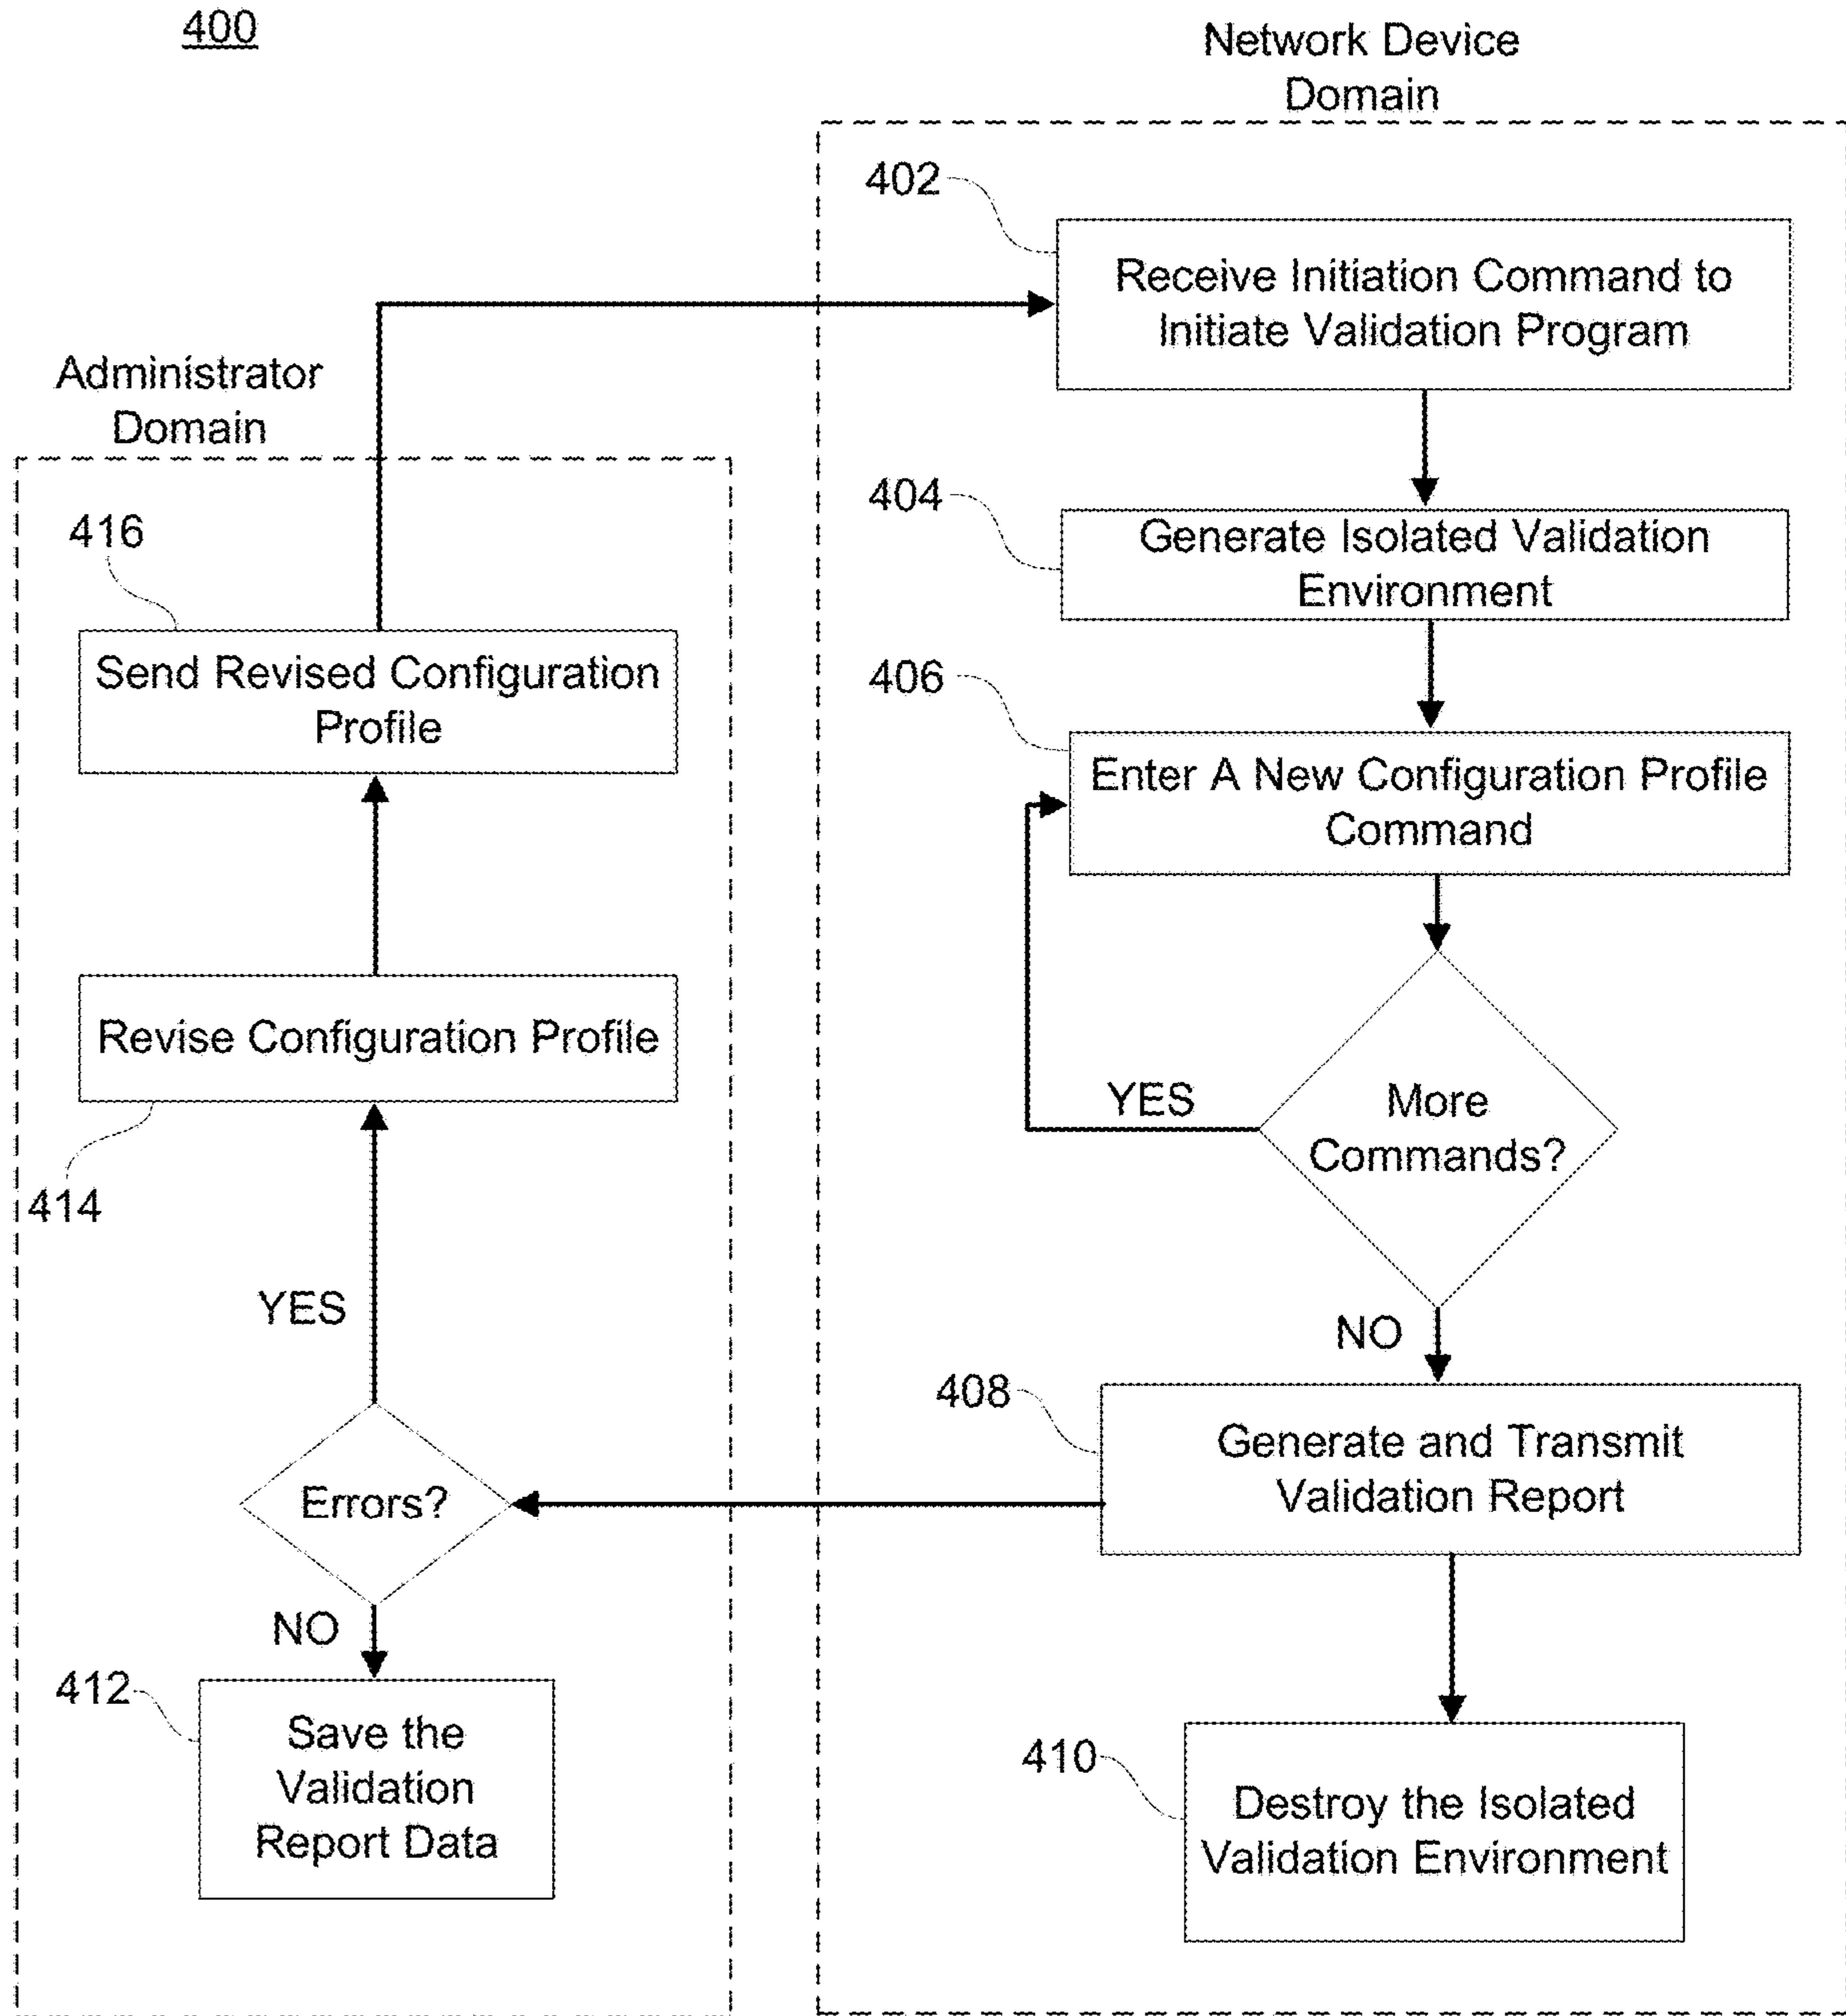 400
Network Device
Domain
402
Receive Initiation Command to
Initiate Validation Program
Administrator
Domain
404
Generate Isolated Validation
Environment
416
Send Revised Configuration
Profile
406
Enter A New Configuration Profile
Command
Revise Configuration Profile
414
YES
More
Commands?
NO
YES
408
Generate and Transmit
Validation Report
Errors?
NO
412
Save the
Validation
Report Data
410
Destroy the Isolated
Validation Environment